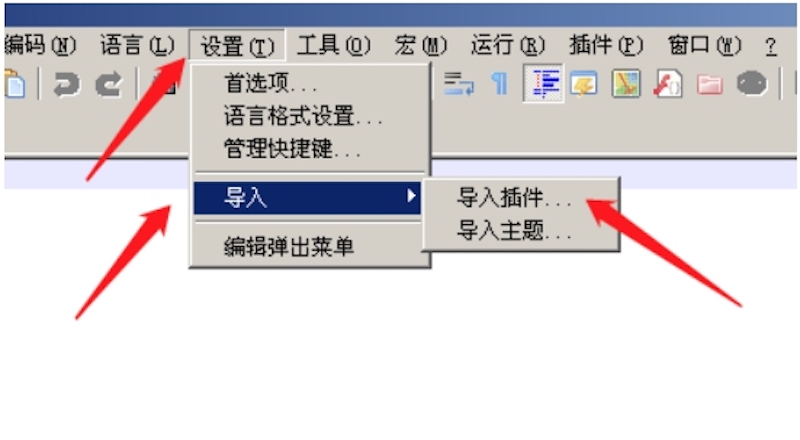 编码(N) 语言(L) 设置(T) 工具(O) 宏(M) 运行(R) 插件(P) 窗口(W) ?
首选项...
语言格式设置...
管理快捷键...
导入 导入插件...
导入主题...
编辑弹出菜单